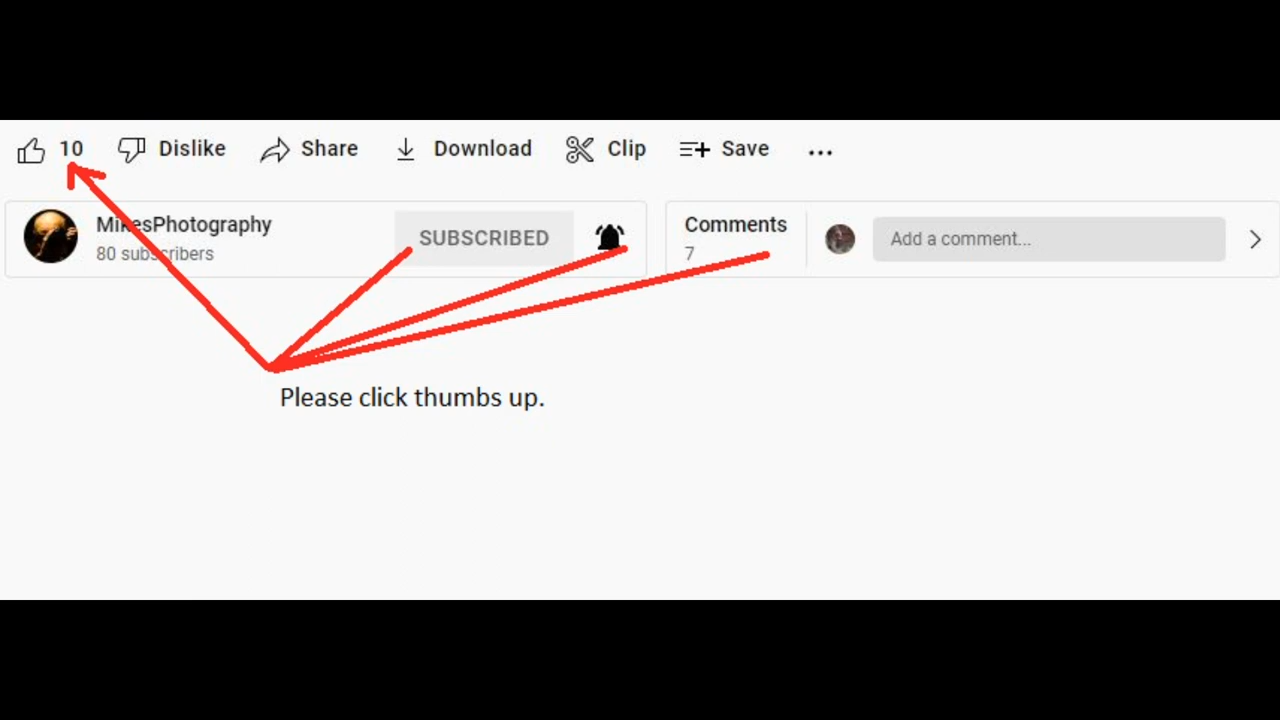 10 Dislike Share Download Clip Save ...
MikesPhotography
80 subscribers
SUBSCRIBED
Comments
7
Add a comment...
Please click thumbs up.